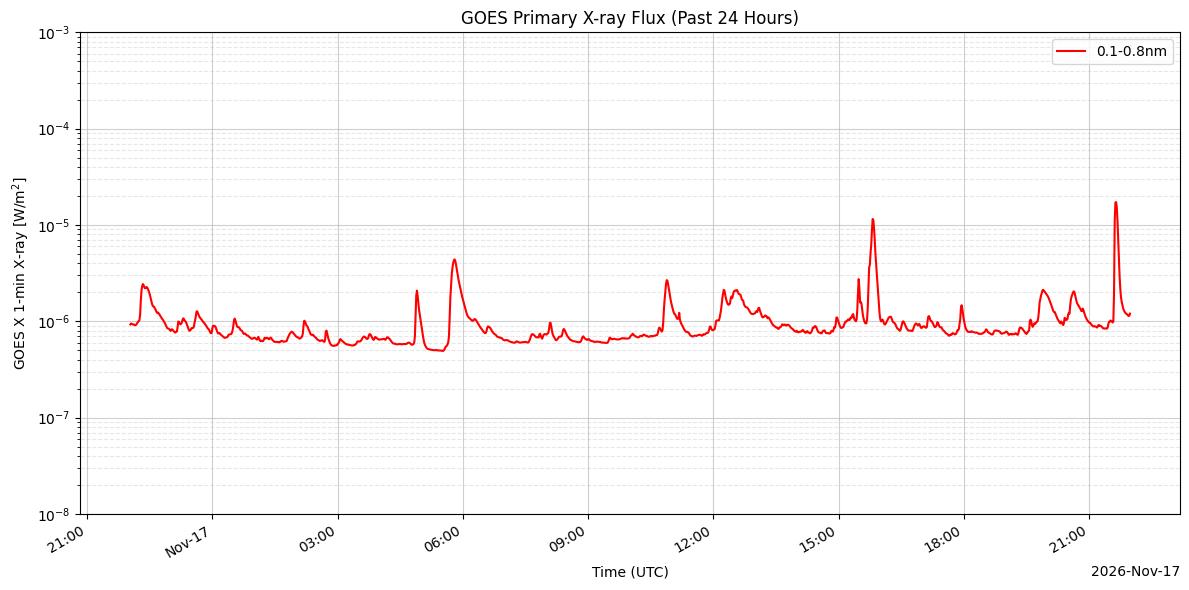 GOES Primary X-ray Flux (Past 24 Hours)
0.1-0.8nm
GOES X 1-min X-ray [W/m²]
10⁻³
10⁻⁴
10⁻⁵
10⁻⁶
10⁻⁷
10⁻⁸
21:00
Nov-17
03:00
06:00
09:00
12:00
15:00
18:00
21:00
Time (UTC)
2026-Nov-17